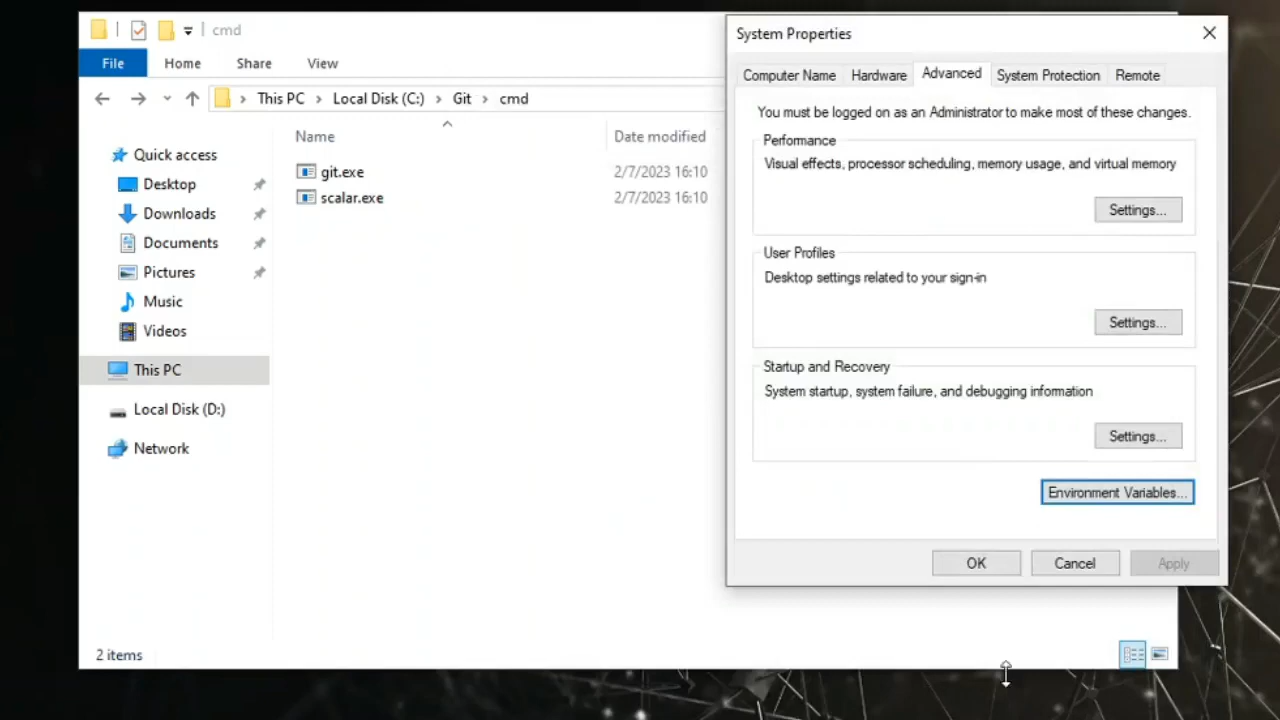 cmd
File Home Share View
This PC Local Disk (C:) Git cmd
Name Date modified
git.exe 2/7/2023 16:10
scalar.exe 2/7/2023 16:10
Quick access
Desktop
Downloads
Documents
Pictures
Music
Videos
This PC
Local Disk (D:)
Network
2 items
System Properties
Computer Name Hardware Advanced System Protection Remote
You must be logged on as an Administrator to make most of these changes.
Performance
Visual effects, processor scheduling, memory usage, and virtual memory
Settings...
User Profiles
Desktop settings related to your sign-in
Settings...
Startup and Recovery
System startup, system failure, and debugging information
Settings...
Environment Variables...
OK Cancel Apply